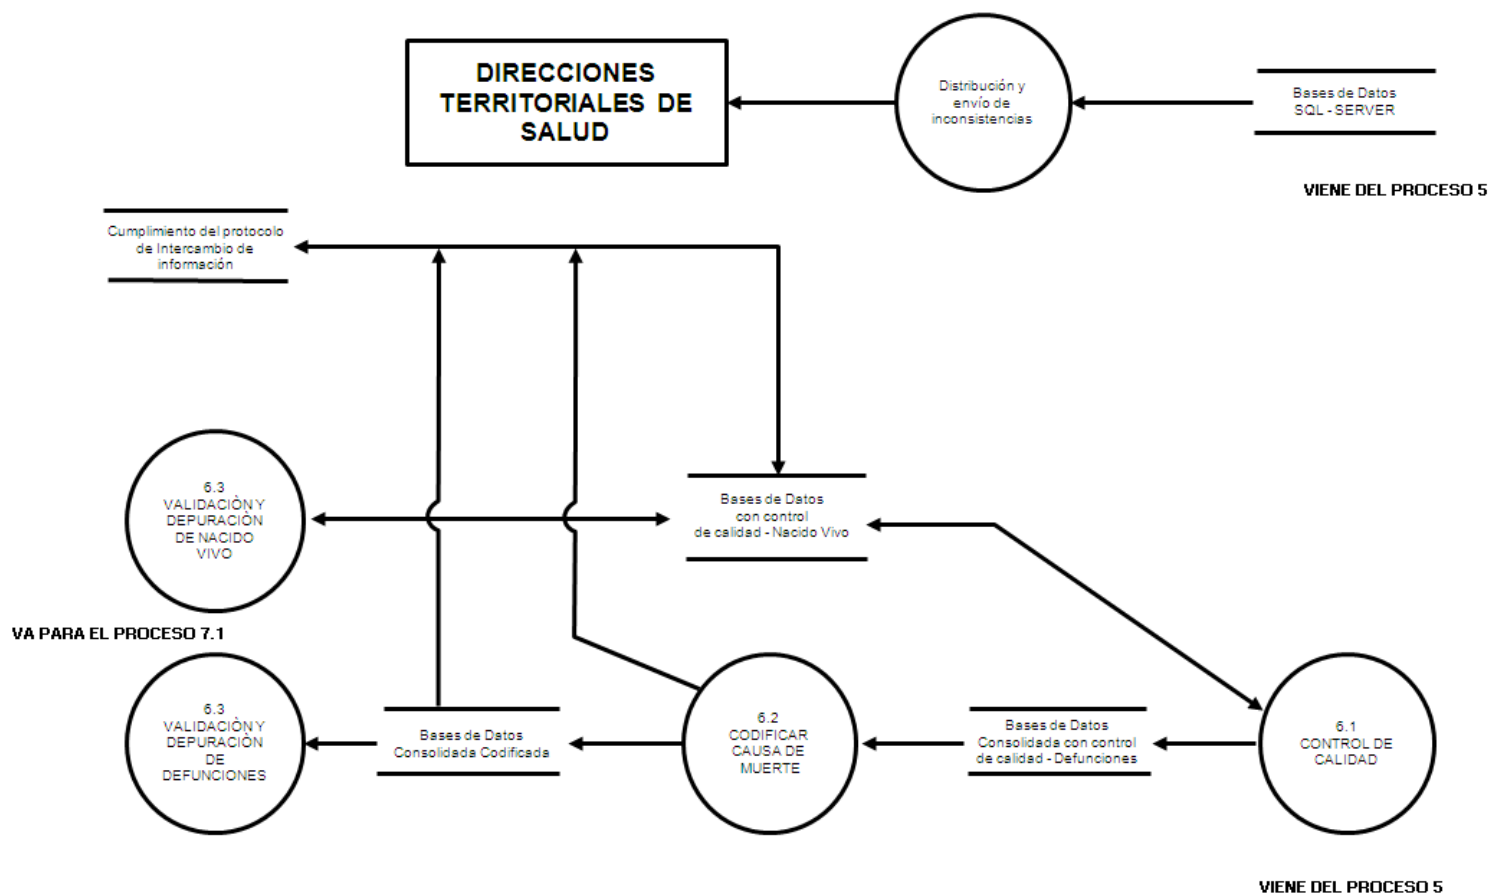 DIRECCIONES
TERRITORIALES DE
SALUD
Distribución y
envío de
inconsistencias
Bases de Datos
SQL - SERVER
VIENE DEL PROCESO 5
Cumplimiento del protocolo
de Intercambio de
información
6.3
VALIDACIÒN Y
DEPURACIÒN
DE NACIDO
VIVO
Bases de Datos
con control
de calidad - Nacido Vivo
VA PARA EL PROCESO 7.1
6.3
VALIDACIÒN Y
DEPURACIÒN
DE
DEFUNCIONES
Bases de Datos
Consolidada Codificada
6.2
CODIFICAR
CAUSA DE
MUERTE
Bases de Datos
Consolidada con control
de calidad - Defunciones
6.1
CONTROL DE
CALIDAD
VIENE DEL PROCESO 5